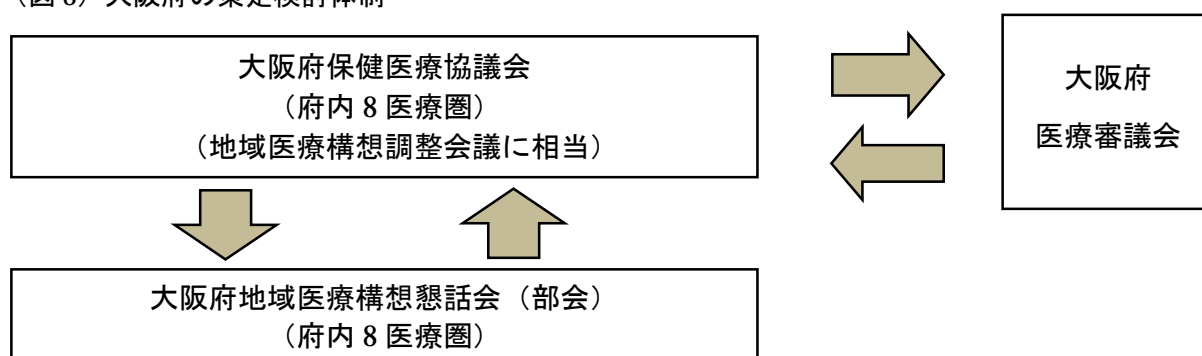 大阪府保健医療協議会
（府内 8 医療圏）
（地域医療構想調整会議に相当）
大阪府
医療審議会
大阪府地域医療構想懇話会（部会）
（府内 8 医療圏）